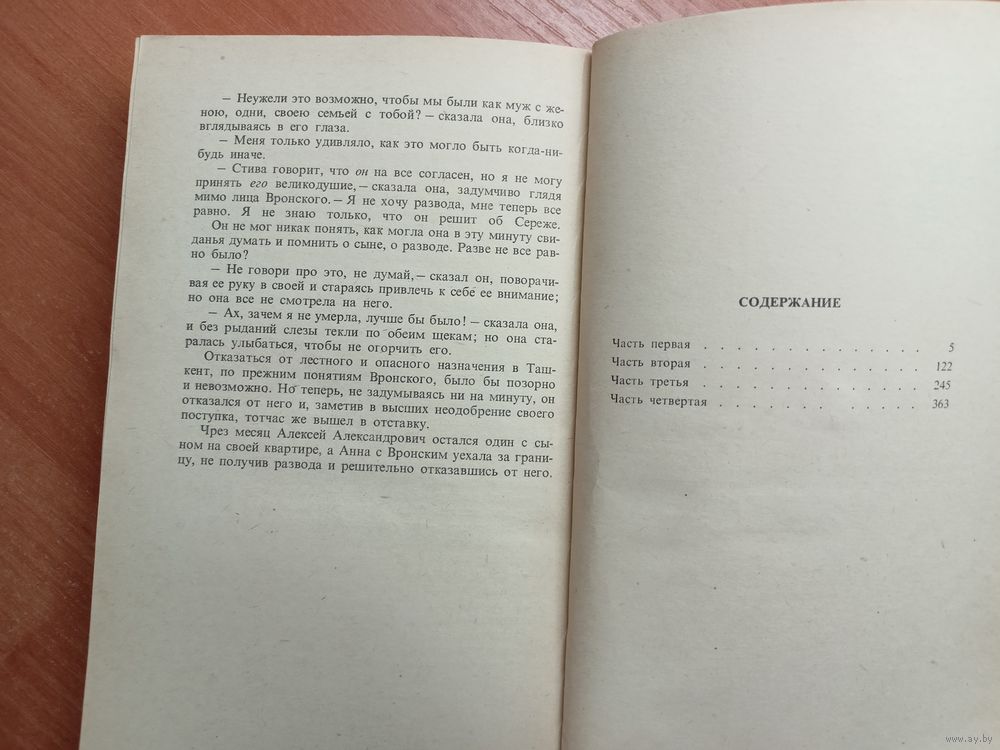 — Неужели это возможно, чтобы мы были как муж с же-
ною, одни, своею семьей с тобой? — сказала она, близко
вглядываясь в его глаза.
— Меня только удивляло, как это могло быть когда-ни-
будь иначе.
— Стива говорит, что он на все согласен, но я не могу
принять его великодушие, — сказала она, задумчиво глядя
мимо лица Вронского. — Я не хочу развода, мне теперь все
равно. Я не знаю только, что он решит об Сереже.
Он не мог никак понять, как могла она в эту минуту сви-
данья думать и помнить о сыне, о разводе. Разве не все рав-
но было?
— Не говори про это, не думай, — сказал он, поворачи-
вая ее руку в своей и стараясь привлечь к себе ее внимание;
но она все не смотрела на него.
— Ах, зачем я не умерла, лучше бы было! — сказала она,
и без рыданий слезы текли по обеим щекам; но она ста-
ралась улыбаться, чтобы не огорчить его.
Отказаться от лестного и опасного назначения в Таш-
кент, по прежним понятиям Вронского, было бы позорно
и невозможно. Но теперь, не задумываясь ни на минуту, он
отказался от него и, заметив в высших неодобрение своего
поступка, тотчас же вышел в отставку.
Чрез месяц Алексей Александрович остался один с сы-
ном на своей квартире, а Анна с Вронским уехала за грани-
цу, не получив развода и решительно отказавшись от него.
СОДЕРЖАНИЕ
Часть первая . . . . . . . . . . . . . 5
Часть вторая . . . . . . . . . . . . . 122
Часть третья . . . . . . . . . . . . . 245
Часть четвертая . . . . . . . . . . . . 363
www.ay.by